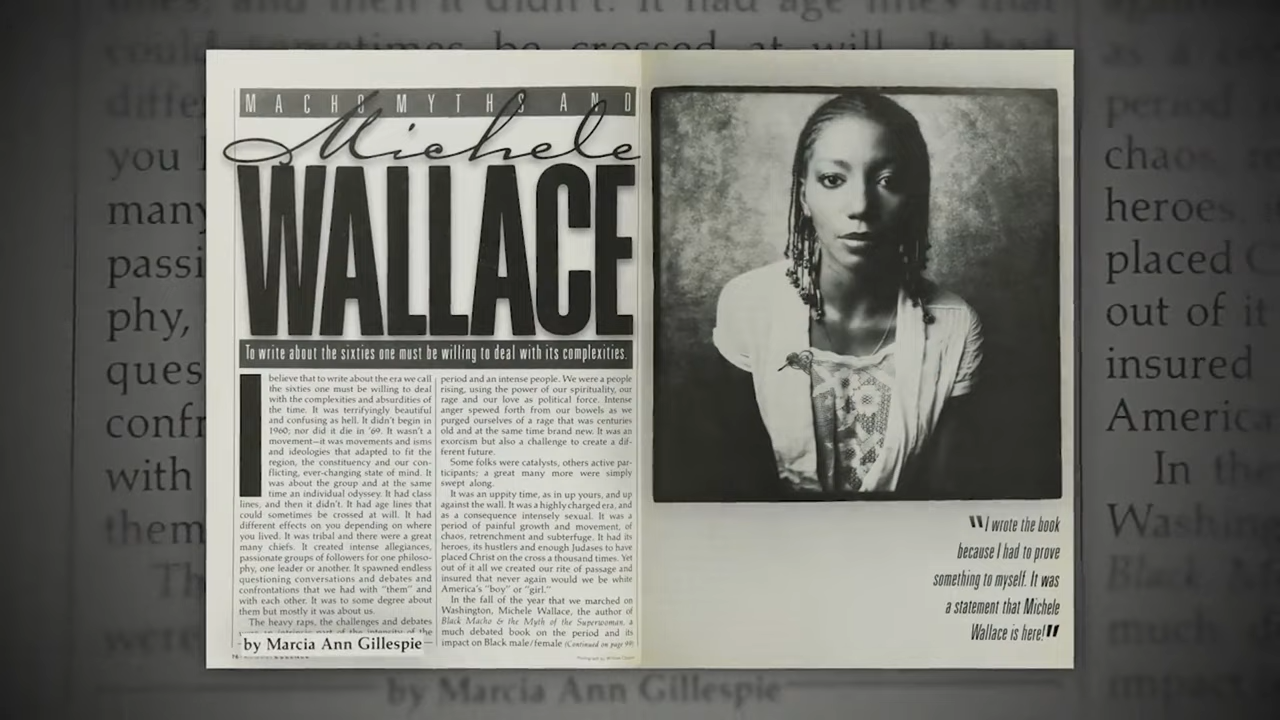 MACHO MYTHS AND
Michele
WALLACE
To write about the sixties one must be willing to deal with its complexities.
I believe that to write about the era we call
the sixties one must be willing to deal
with the complexities and absurdities of
the time. It was terrifyingly beautiful
and confusing as hell. It didn't begin in
1960; nor did it die in '69. It wasn't a
movement—it was movements and isms
and ideologies that adapted to fit the
region, the constituency and our con-
flicting, ever-changing state of mind. It
was about the group and at the same
time an individual odyssey. It had class
lines, and then it didn't. It had age lines that
could sometimes be crossed at will. It had
different effects on you depending on where
you lived. It was tribal and there were a great
many chiefs. It created intense allegiances,
passionate groups of followers for one philoso-
phy, one leader or another. It spawned endless
questioning conversations and debates and
confrontations that we had with "them" and
with each other. It was to some degree about
them but mostly it was about us.
The heavy raps, the challenges and debates
by Marcia Ann Gillespie
period and an intense people. We were a people
rising, using the power of our spirituality, our
rage and our love as political force. Intense
anger spewed forth from our bowels as we
purged ourselves of a rage that was centuries
old and at the same time brand new. It was an
exorcism but also a challenge to create a dif-
ferent future.
Some folks were catalysts, others active par-
ticipants; a great many more were simply
swept along.
It was an uppity time, as in up yours, and up
against the wall. It was a highly charged era, and
as a consequence intensely sexual. It was a
period of painful growth and movement, of
chaos, retrenchment and subterfuge. It had its
heroes, its hustlers and enough Judases to have
placed Christ on the cross a thousand times. Yet
out of it all we created our rite of passage and
insured that never again would we be white
America's "boy" or "girl."
In the fall of the year that we marched on
Washington, Michele Wallace, the author of
Black Macho & the Myth of the Superwoman, a
much debated book on the period and its
impact on Black male/female (Continued on page 99)
"I wrote the book
because I had to prove
something to myself. It was
a statement that Michele
Wallace is here!"
by Marcia Ann Gillespie